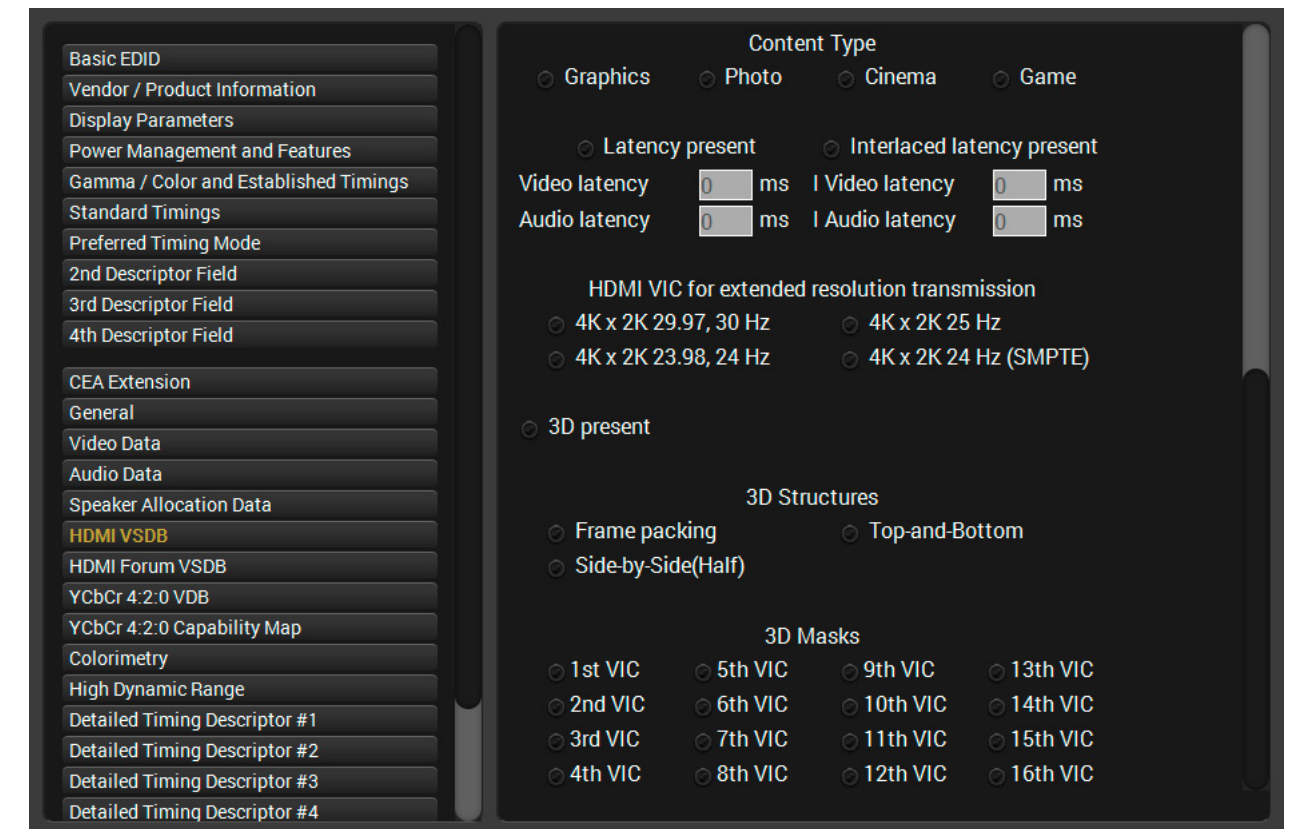 Basic EDID
Vendor / Product Information
Display Parameters
Power Management and Features
Gamma / Color and Established Timings
Standard Timings
Preferred Timing Mode
2nd Descriptor Field
3rd Descriptor Field
4th Descriptor Field
CEA Extension
General
Video Data
Audio Data
Speaker Allocation Data
HDMI VSDB
HDMI Forum VSDB
YCbCr 4:2:0 VDB
YCbCr 4:2:0 Capability Map
Colorimetry
High Dynamic Range
Detailed Timing Descriptor #1
Detailed Timing Descriptor #2
Detailed Timing Descriptor #3
Detailed Timing Descriptor #4
Content Type
Graphics Photo Cinema Game
Latency present Interlaced latency present
Video latency 0 ms I Video latency 0 ms
Audio latency 0 ms I Audio latency 0 ms
HDMI VIC for extended resolution transmission
4K x 2K 29.97, 30 Hz 4K x 2K 25 Hz
4K x 2K 23.98, 24 Hz 4K x 2K 24 Hz (SMPTE)
3D present
3D Structures
Frame packing Top-and-Bottom
Side-by-Side(Half)
3D Masks
1st VIC 5th VIC 9th VIC 13th VIC
2nd VIC 6th VIC 10th VIC 14th VIC
3rd VIC 7th VIC 11th VIC 15th VIC
4th VIC 8th VIC 12th VIC 16th VIC